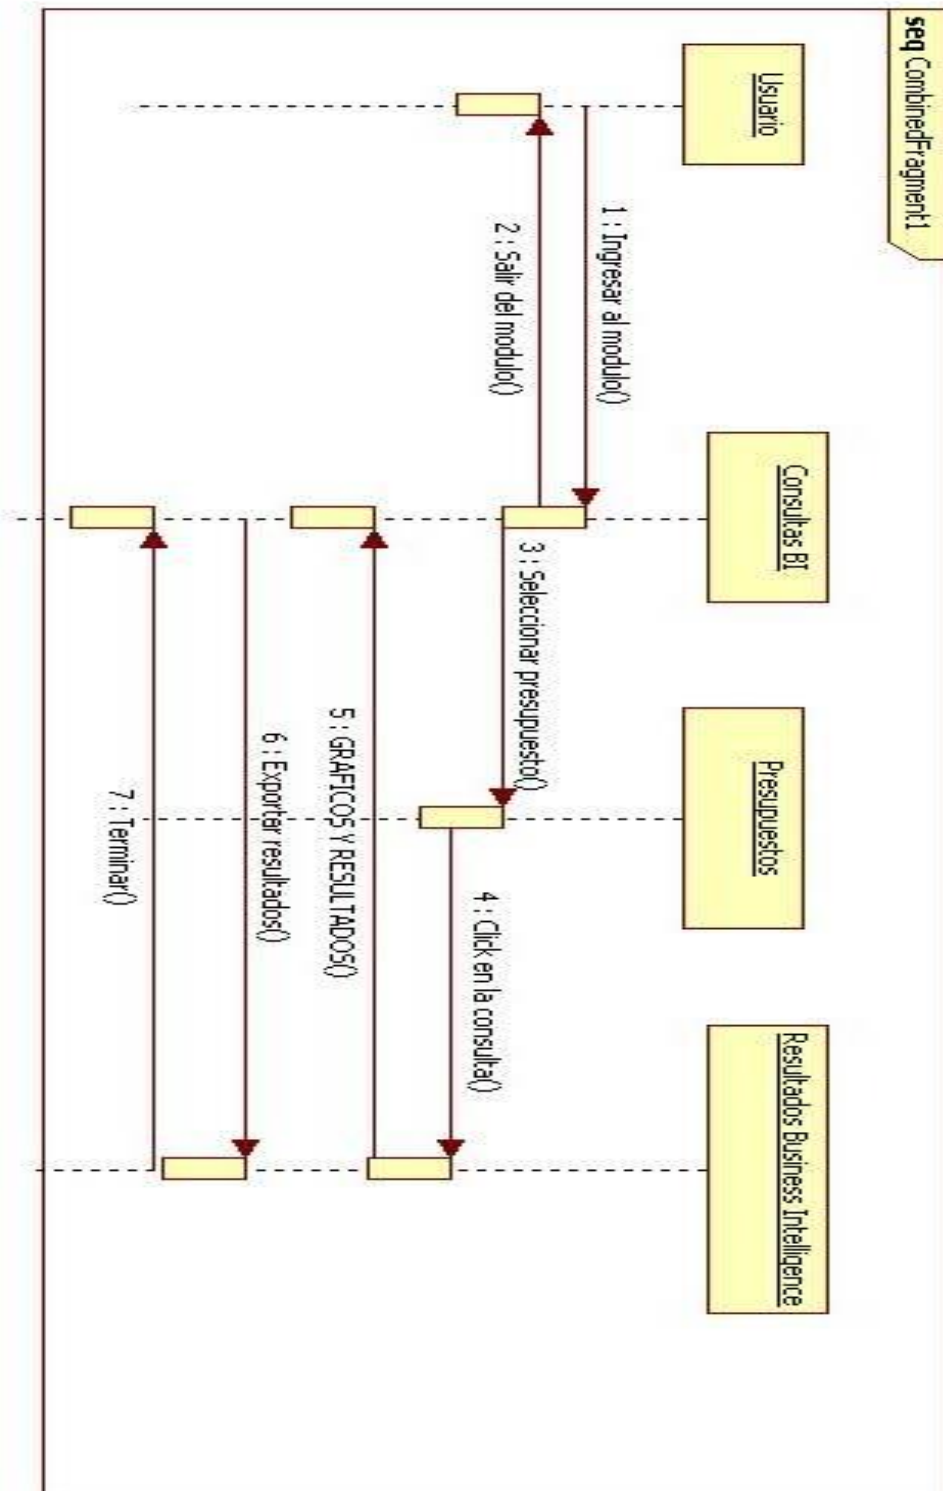 seq CombinedFragment1
Usuario
Consultas BI
Presupuestos
Resultados Business Intelligence
1 : Ingresar al modulo()
2 : Salir del modulo()
3 : Seleccionar presupuesto()
4 : Click en la consulta()
5 : GRAFICOS Y RESULTADOS()
6 : Exporter resultados()
7 : Terminar()